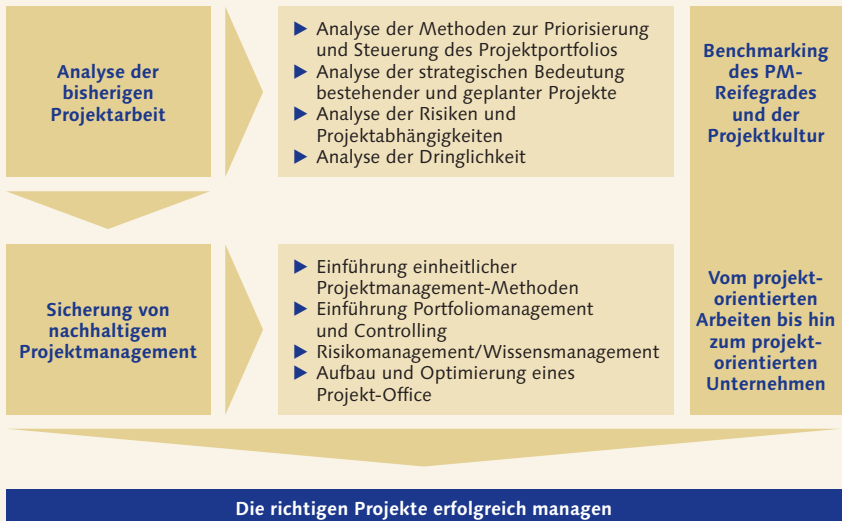 Analyse der
bisherigen
Projektarbeit
▶ Analyse der Methoden zur Priorisierung
und Steuerung des Projektportfolios
▶ Analyse der strategischen Bedeutung
bestehender und geplanter Projekte
▶ Analyse der Risiken und
Projektabhängigkeiten
▶ Analyse der Dringlichkeit
Benchmarking
des PM-
Reifegrades
und der
Projektkultur
Sicherung von
nachhaltigem
Projektmanagement
▶ Einführung einheitlicher
Projektmanagement-Methoden
▶ Einführung Portfoliomanagement
und Controlling
▶ Risikomanagement/Wissensmanagement
▶ Aufbau und Optimierung eines
Projekt-Office
Vom projekt-
orientierten
Arbeiten bis hin
zum projekt-
orientierten
Unternehmen
Die richtigen Projekte erfolgreich managen